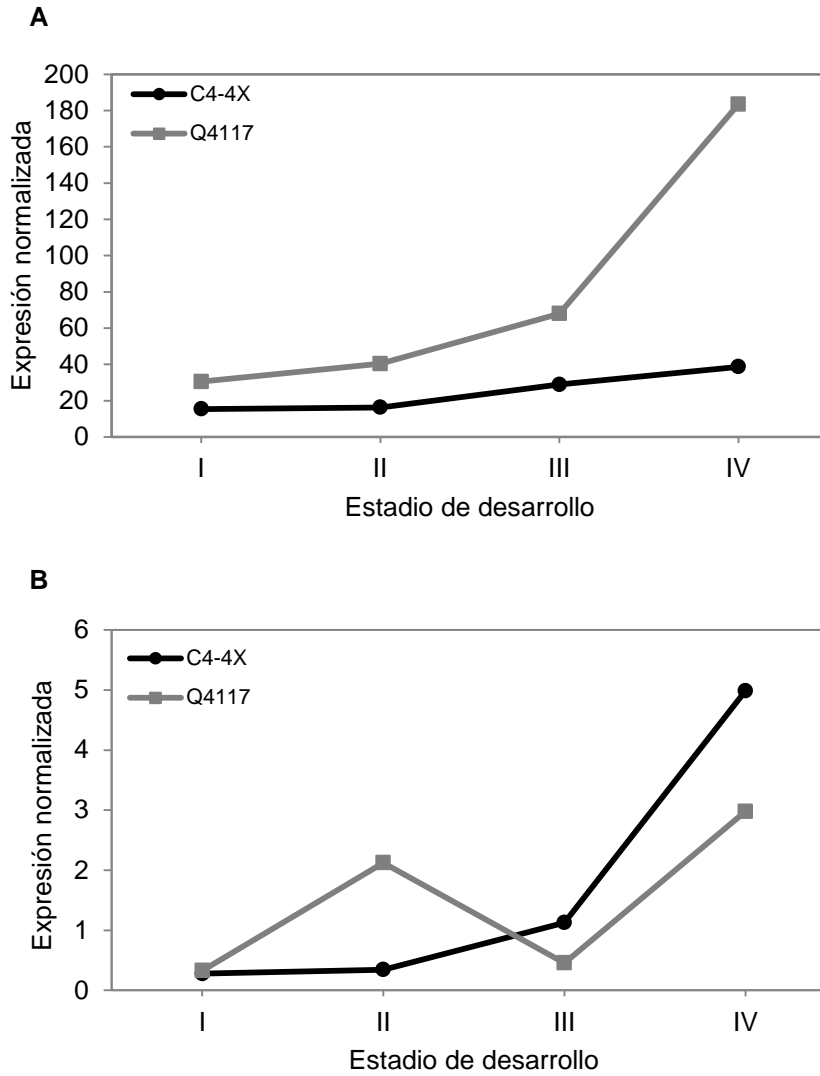 A
200
180
160
140
120
100
80
60
40
20
0
Expresión normalizada
C4-4X
Q4117
I II III IV
Estadio de desarrollo
B
6
5
4
3
2
1
0
Expresión normalizada
C4-4X
Q4117
I II III IV
Estadio de desarrollo